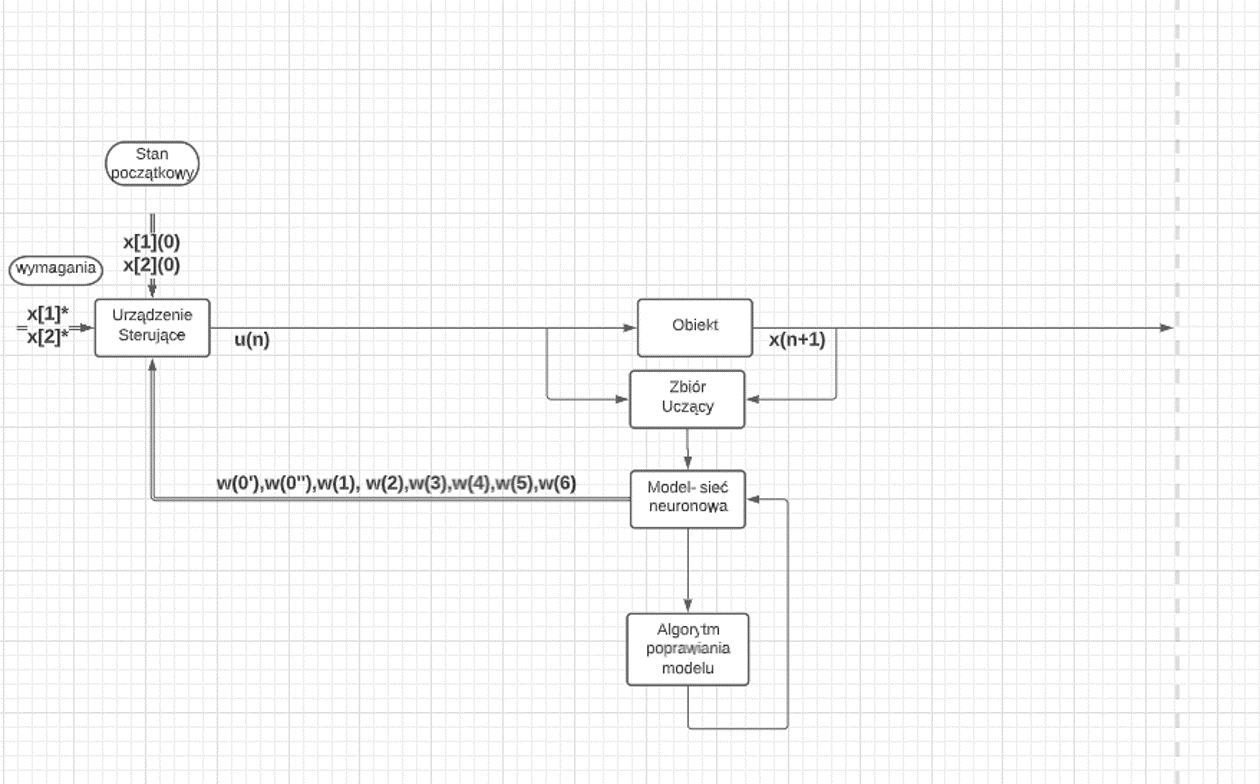 Stan
początkowy
x[1](0)
x[2](0)
wymagania
x[1]*
x[2]*
Urządzenie
Sterujące
u(n)
Obiekt
x(n+1)
Zbiór
Uczący
w(0'),w(0"),w(1), w(2),w(3),w(4),w(5),w(6)
Model- sieć
neuronowa
Algorytm
poprawiania
modelu